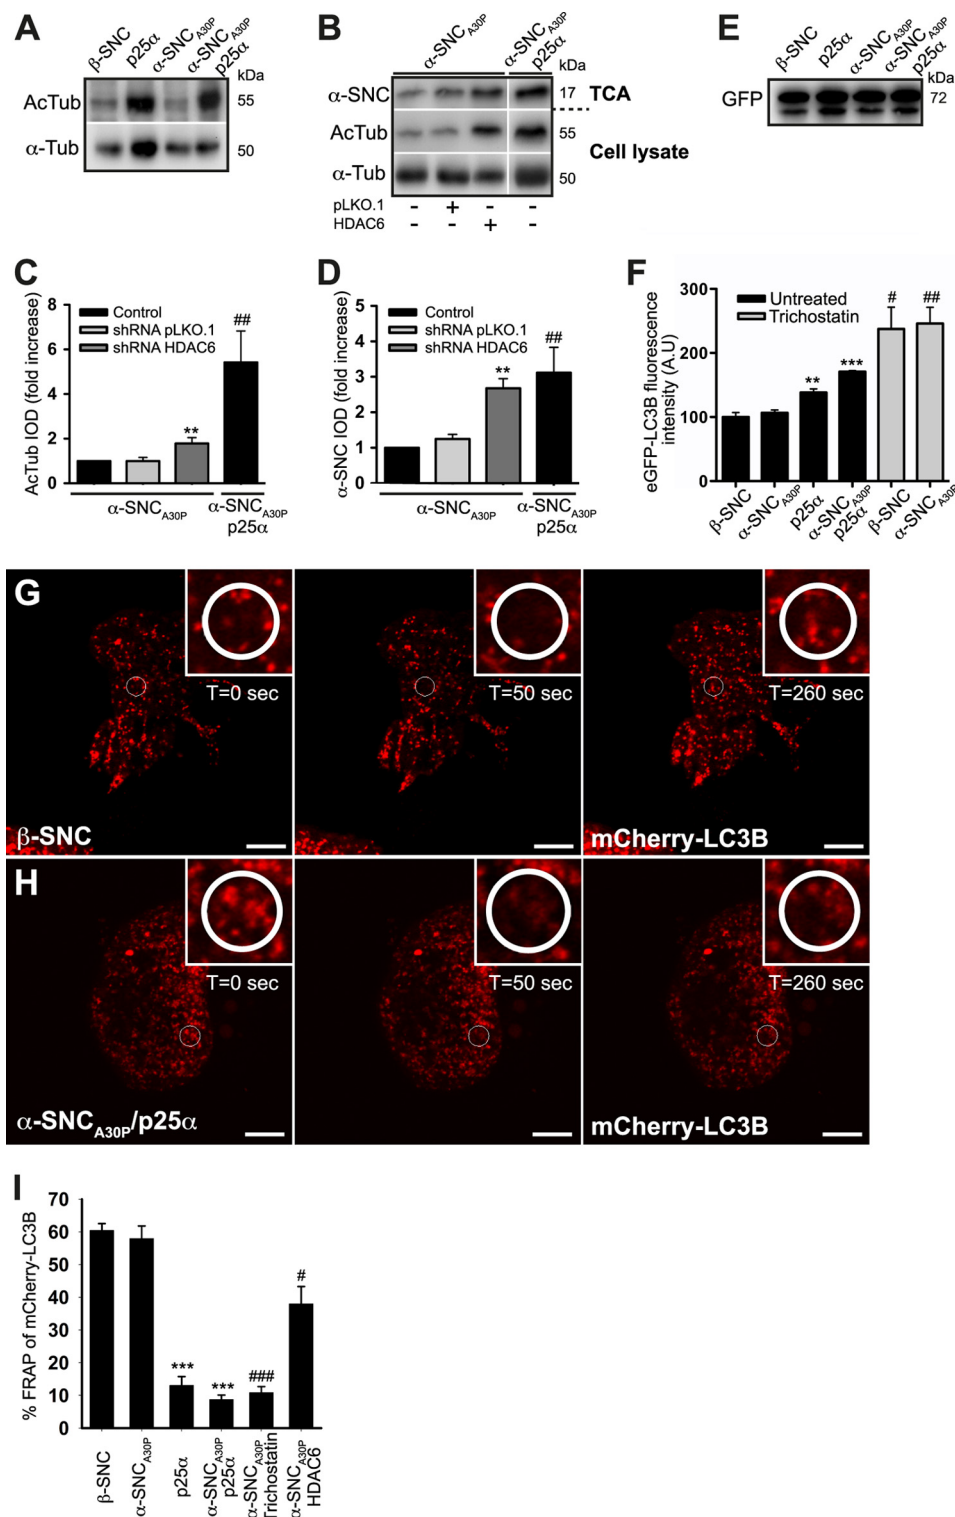 A
β-SNC
p25α
α-SNCA30P
α-SNCA30P
p25α
kDa
AcTub
55
α-Tub
50
B
α-SNCA30P
α-SNCA30P
p25α
kDa
α-SNC
17
TCA
AcTub
55
Cell lysate
α-Tub
50
pLKO.1 - + - -
HDAC6 - - + -
E
β-SNC
p25α
α-SNCA30P
α-SNCA30P
p25α
kDa
GFP
72
C
AcTub IOD (fold increase)
8
6
4
2
0
Control
shRNA pLKO.1
shRNA HDAC6
**
##
α-SNCA30P
α-SNCA30P
p25α
D
α-SNC IOD (fold increase)
5
4
3
2
1
0
Control
shRNA pLKO.1
shRNA HDAC6
**
##
α-SNCA30P
α-SNCA30P
p25α
F
eGFP-LC3B fluorescence
intensity (A.U)
300
200
100
0
Untreated
Trichostatin
**
***
#
##
β-SNC
α-SNCA30P
p25α
α-SNCA30P
p25α
β-SNC
α-SNCA30P
G
T=0 sec
T=50 sec
T=260 sec
β-SNC
mCherry-LC3B
H
T=0 sec
T=50 sec
T=260 sec
α-SNCA30P/p25α
mCherry-LC3B
I
% FRAP of mCherry-LC3B
70
60
50
40
30
20
10
0
***
***
###
#
β-SNC
α-SNCA30P
p25α
α-SNCA30P
p25α
α-SNCA30P
Trichostatin
α-SNCA30P
HDAC6